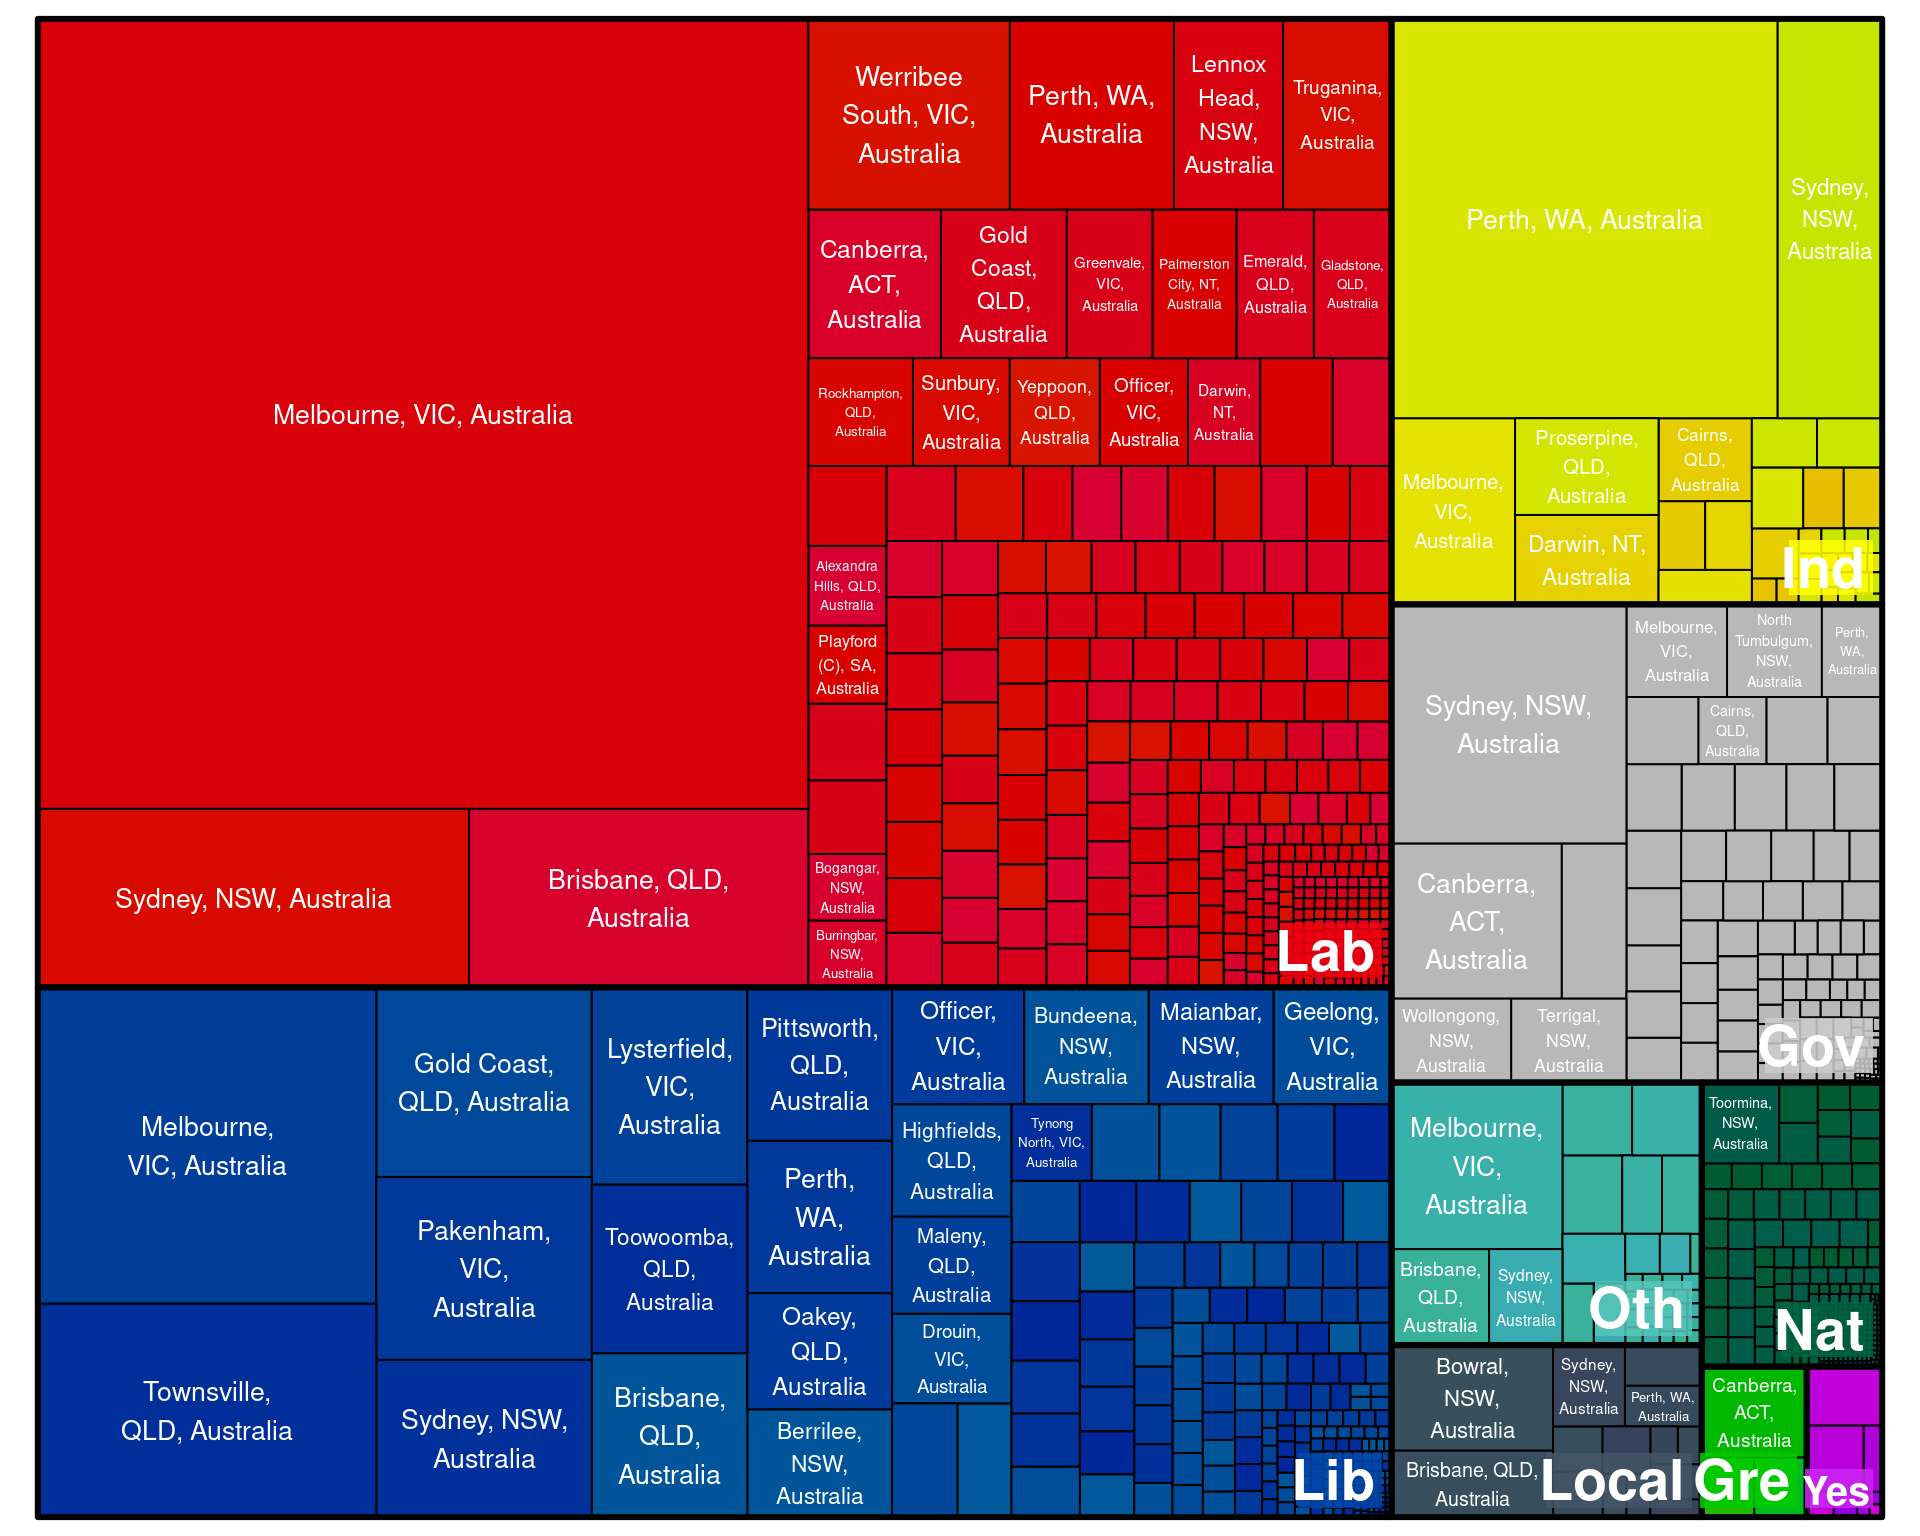 Melbourne, VIC, Australia
Sydney, NSW, Australia
Brisbane, QLD,
Australia
Werribee
South, VIC,
Australia
Perth, WA,
Australia
Lennox
Head,
NSW,
Australia
Truganina,
VIC,
Australia
Canberra,
ACT,
Australia
Gold
Coast,
QLD,
Australia
Greenvale,
VIC,
Australia
Palmerston
City, NT,
Australia
Emerald,
QLD,
Australia
Gladstone,
QLD,
Australia
Rockhampton,
QLD,
Australia
Sunbury,
VIC,
Australia
Yeppoon,
QLD,
Australia
Officer,
VIC,
Australia
Darwin,
NT,
Australia
Alexandra
Hills, QLD,
Australia
Playford
(C), SA,
Australia
Bogangar,
NSW,
Australia
Burringbar,
NSW,
Australia
Lab
Perth, WA, Australia
Sydney,
NSW,
Australia
Melbourne,
VIC,
Australia
Proserpine,
QLD,
Australia
Darwin, NT,
Australia
Cairns,
QLD,
Australia
Ind
Sydney, NSW,
Australia
Melbourne,
VIC,
Australia
North
Tumbulgum,
NSW,
Australia
Perth,
WA,
Australia
Cairns,
QLD,
Australia
Canberra,
ACT,
Australia
Wollongong,
NSW,
Australia
Terrigal,
NSW,
Australia
Gov
Melbourne,
VIC, Australia
Townsville,
QLD, Australia
Gold Coast,
QLD, Australia
Pakenham,
VIC,
Australia
Sydney, NSW,
Australia
Lysterfield,
VIC,
Australia
Toowoomba,
QLD,
Australia
Brisbane,
QLD,
Australia
Pittsworth,
QLD,
Australia
Perth,
WA,
Australia
Oakey,
QLD,
Australia
Berrilee,
NSW,
Australia
Officer,
VIC,
Australia
Bundeena,
NSW,
Australia
Maianbar,
NSW,
Australia
Geelong,
VIC,
Australia
Highfields,
QLD,
Australia
Tynong
North, VIC,
Australia
Maleny,
QLD,
Australia
Drouin,
VIC,
Australia
Lib
Melbourne,
VIC,
Australia
Brisbane,
QLD,
Australia
Sydney,
NSW,
Australia
Oth
Toormina,
NSW,
Australia
Nat
Bowral,
NSW,
Australia
Sydney,
NSW,
Australia
Perth, WA,
Australia
Brisbane, QLD,
Australia
Local
Canberra,
ACT,
Australia
Gre
Yes